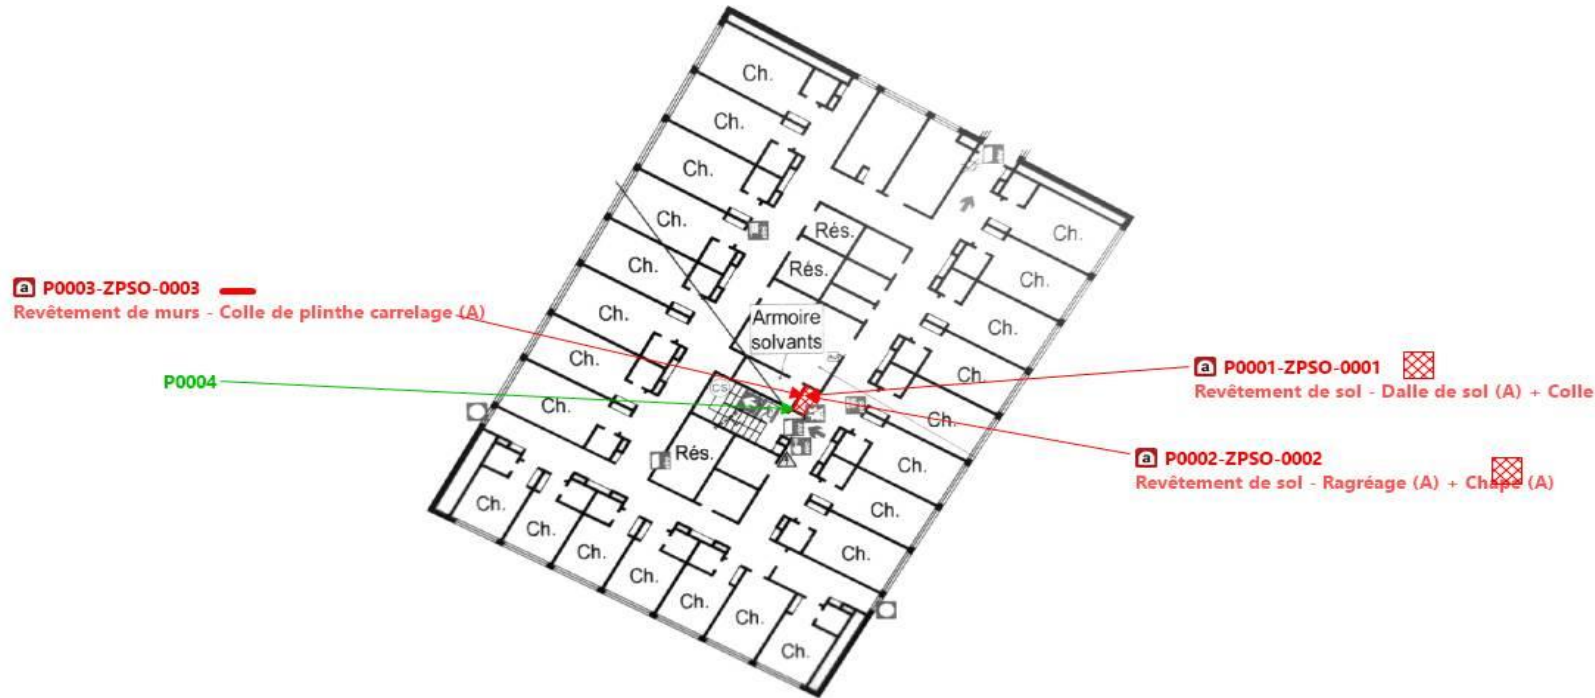 Ch.
Ch.
Ch.
Ch.
Rés.
Ch.
Ch.
Rés.
Ch.
a P0003-ZPSO-0003
Revêtement de murs - Colle de plinthe carrelage (A)
Ch.
Armoire
solvants
Ch.
Ch.
a P0001-ZPSO-0001
Revêtement de sol - Dalle de sol (A) + Colle
P0004
Ch.
Ch.
Ch.
Rés.
a P0002-ZPSO-0002
Revêtement de sol - Ragréage (A) + Chape (A)
Ch.
Ch.
Ch.
Ch.
Ch.
Ch.
Ch.
Ch.
Ch.
Ch.